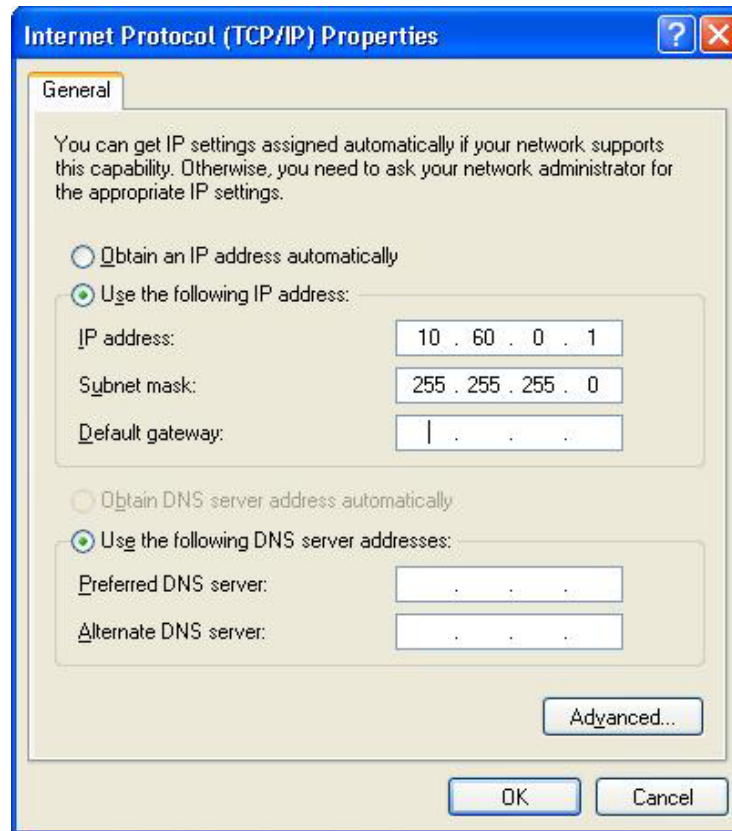 Internet Protocol (TCP/IP) Properties
General
You can get IP settings assigned automatically if your network supports
this capability. Otherwise, you need to ask your network administrator for
the appropriate IP settings.
Obtain an IP address automatically
Use the following IP address:
IP address: 10 . 60 . 0 . 1
Subnet mask: 255 . 255 . 255 . 0
Default gateway: . . .
Obtain DNS server address automatically
Use the following DNS server addresses:
Preferred DNS server: . . .
Alternate DNS server: . . .
Advanced...
OK Cancel